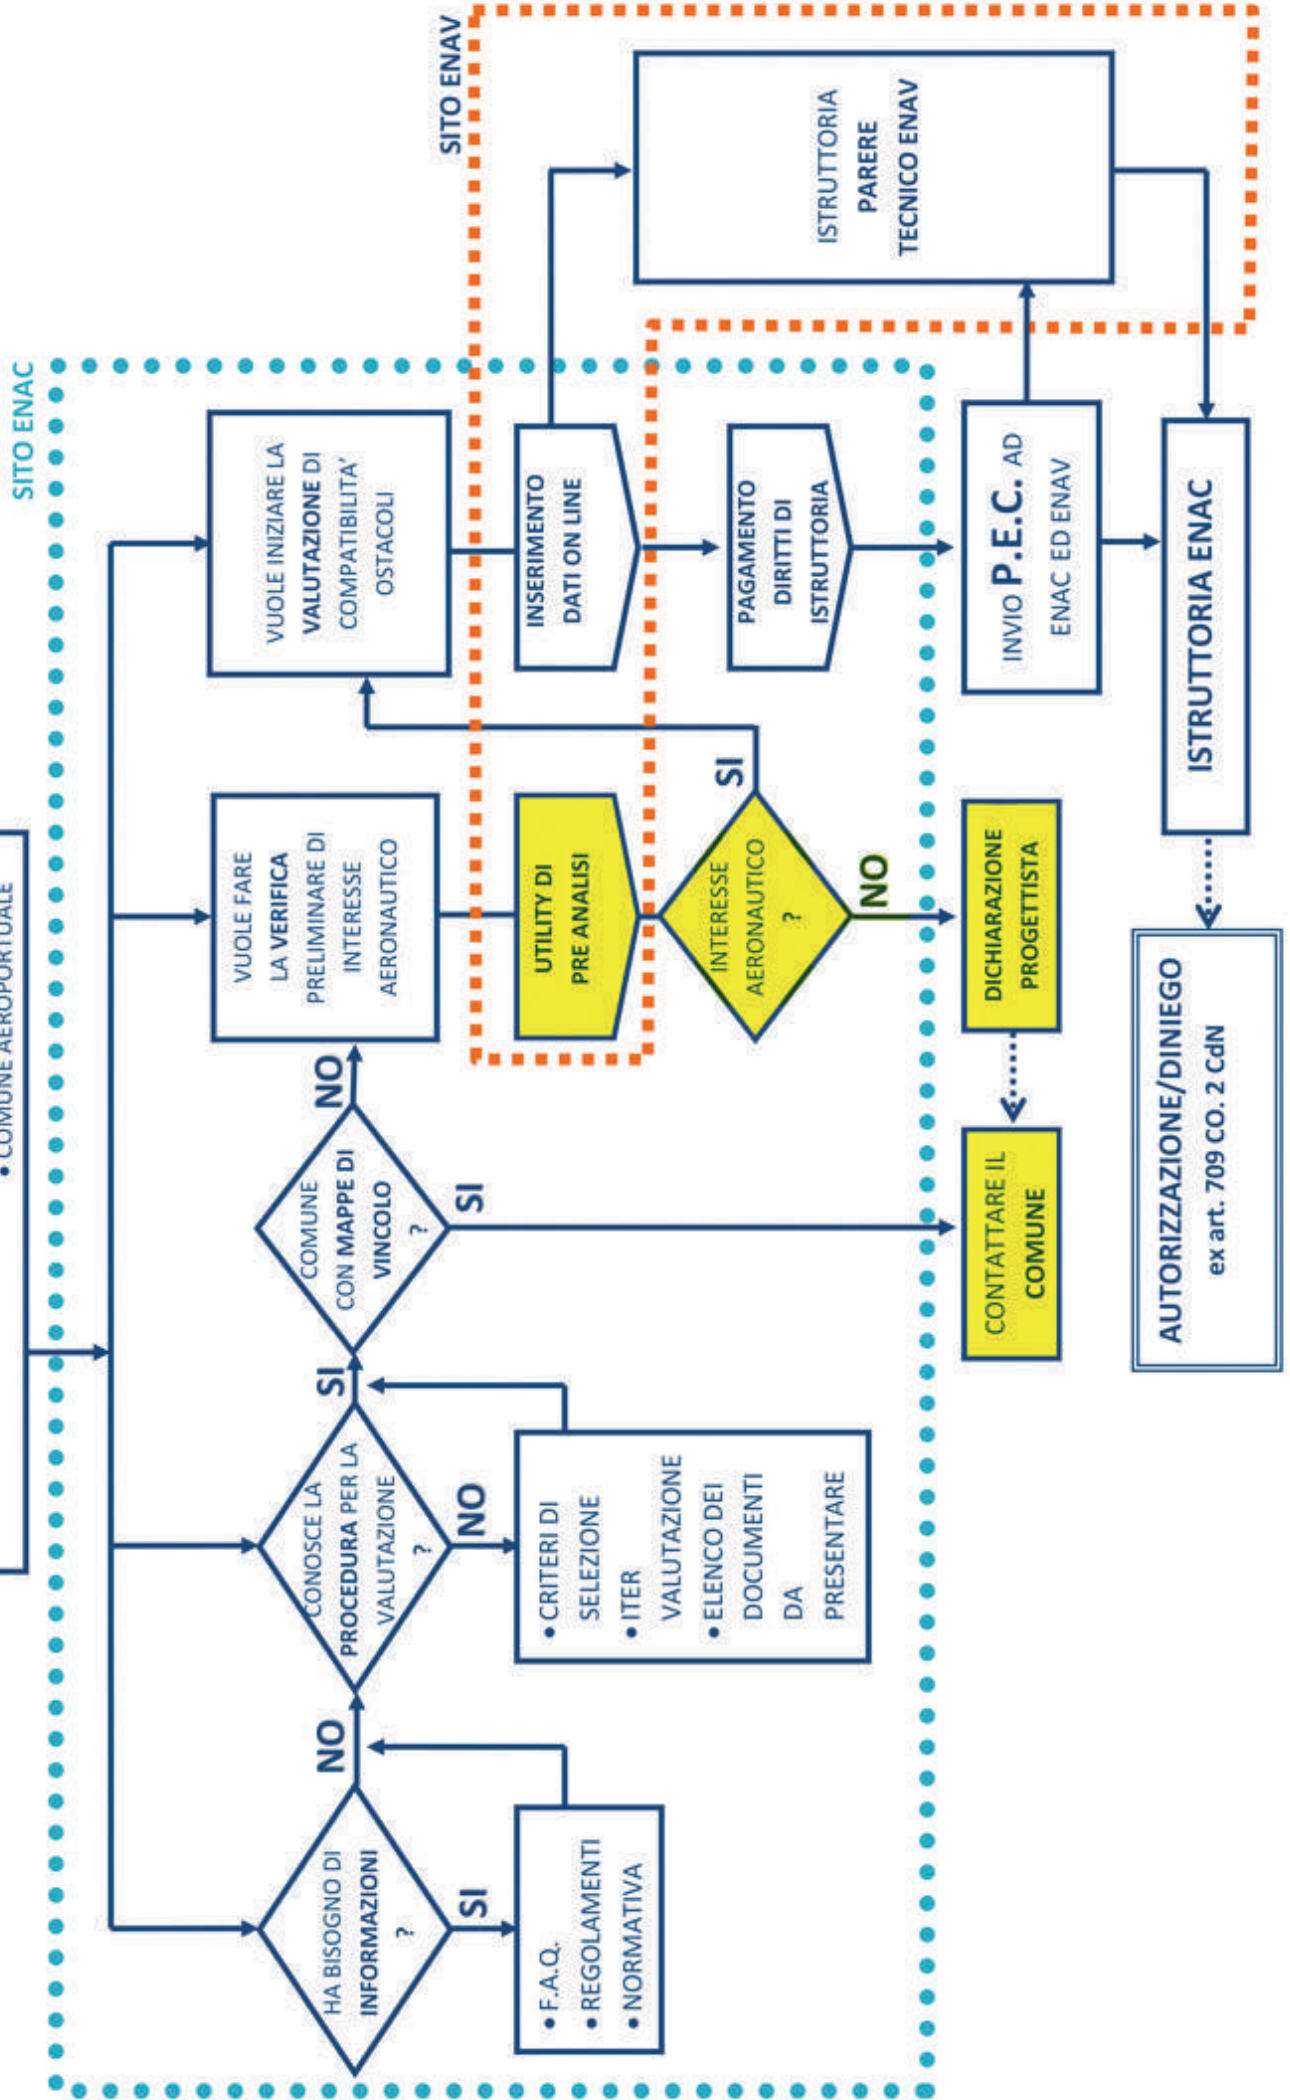 • COMUNE AEROPORTUALE
SITO ENAC
SITO ENAV
HA BISOGNO DI
INFORMAZIONI
?
NO
SI
• F.A.Q.
• REGOLAMENTI
• NORMATIVA
CONOSCE LA
PROCEDURA PER LA
VALUTAZIONE
?
SI
NO
• CRITERI DI
SELEZIONE
• ITER
VALUTAZIONE
• ELENCO DEI
DOCUMENTI
DA
PRESENTARE
COMUNE
CON MAPPE DI
VINCOLO
?
NO
SI
VUOLE FARE
LA VERIFICA
PRELIMINARE DI
INTERESSE
AERONAUTICO
UTILITY DI
PRE ANALISI
INTERESSE
AERONAUTICO
?
SI
NO
VUOLE INIZIARE LA
VALUTAZIONE DI
COMPATIBILITA'
OSTACOLI
INSERIMENTO
DATI ON LINE
PAGAMENTO
DIRITTI DI
ISTRUTTORIA
ISTRUTTORIA
PARERE
TECNICO ENAV
CONTATTARE IL
COMUNE
DICHIARAZIONE
PROGETTISTA
INVIO P.E.C. AD
ENAC ED ENAV
AUTORIZZAZIONE/DINIEGO
ex art. 709 CO. 2 CdN
ISTRUTTORIA ENAC